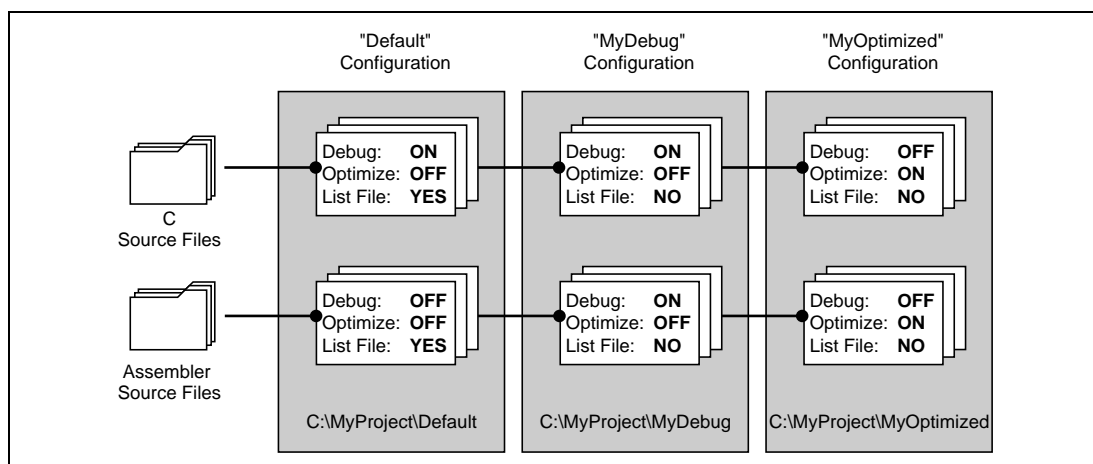 "Default"
Configuration
"MyDebug"
Configuration
"MyOptimized"
Configuration
C
Source Files
Debug: ON
Optimize: OFF
List File: YES
Debug: ON
Optimize: OFF
List File: NO
Debug: OFF
Optimize: ON
List File: NO
Assembler
Source Files
Debug: OFF
Optimize: OFF
List File: YES
Debug: ON
Optimize: OFF
List File: NO
Debug: OFF
Optimize: ON
List File: NO
C:\MyProject\Default
C:\MyProject\MyDebug
C:\MyProject\MyOptimized